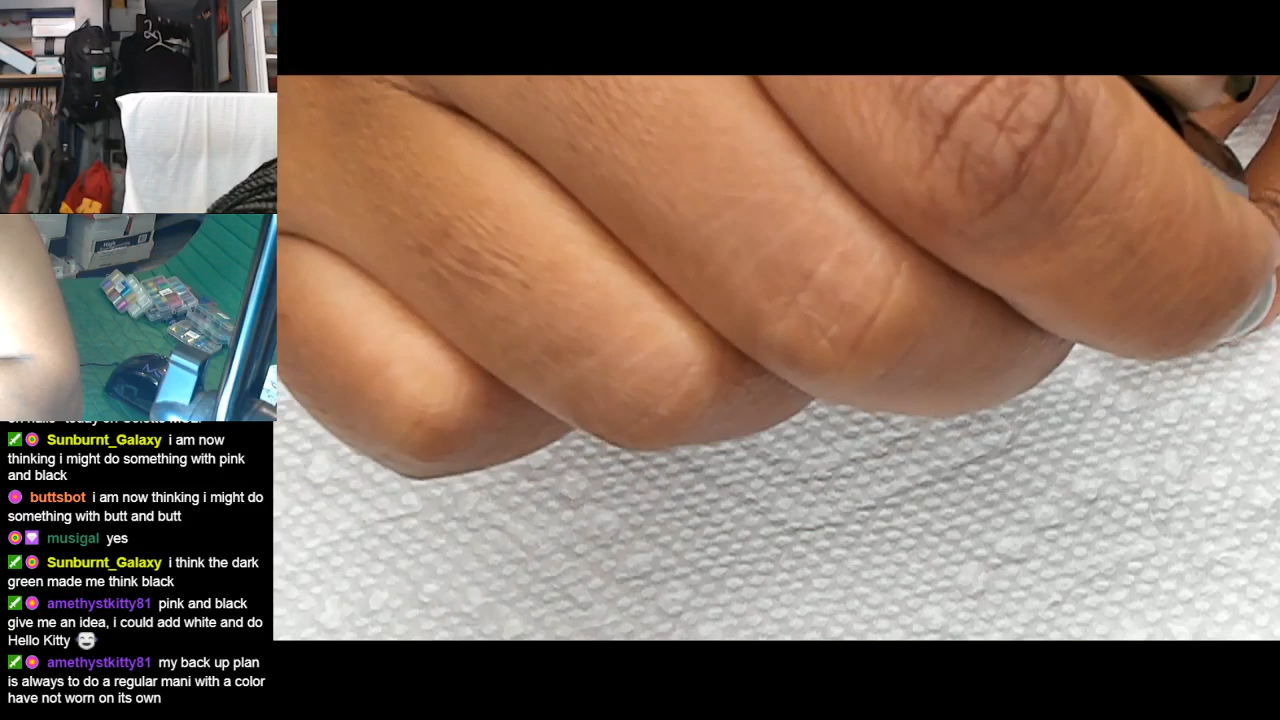 Sunburnt_Galaxy i am now
thinking i might do something with pink
and black
buttsbot i am now thinking i might do
something with butt and butt
musigal yes
Sunburnt_Galaxy i think the dark
green made me think black
amethystkitty81 pink and black
give me an idea, i could add white and do
Hello Kitty
amethystkitty81 my back up plan
is always to do a regular mani with a color
have not worn on its own